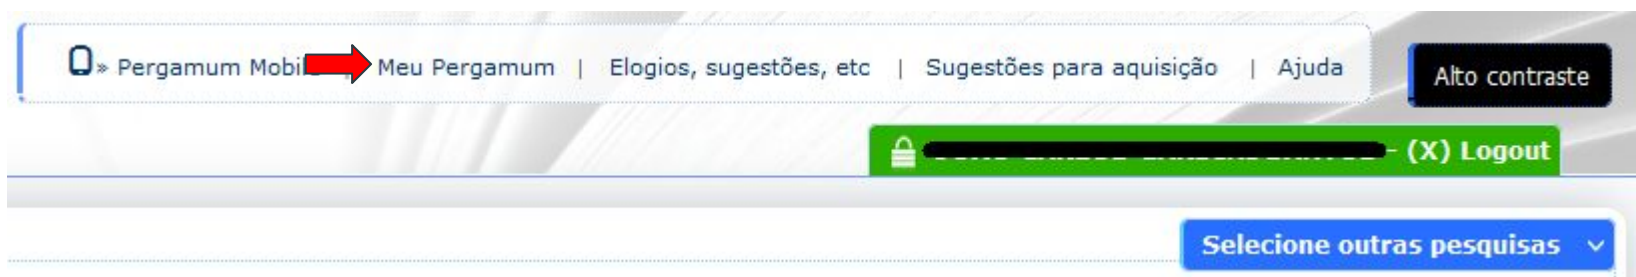 » Pergamum Mobile | Meu Pergamum | Elogios, sugestões, etc | Sugestões para aquisição | Ajuda
Alto contraste
- (X) Logout
Selecione outras pesquisas